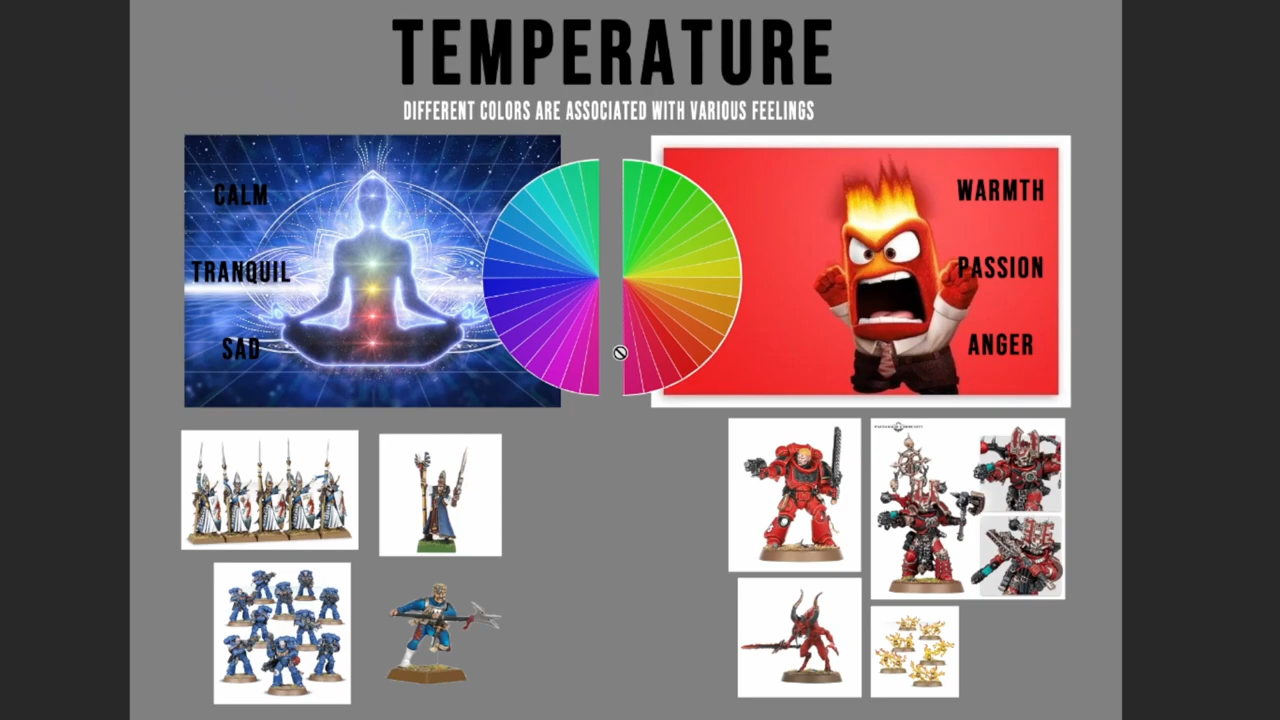 TEMPERATURE
DIFFERENT COLORS ARE ASSOCIATED WITH VARIOUS FEELINGS
CALM
TRANQUIL
SAD
WARMTH
PASSION
ANGER